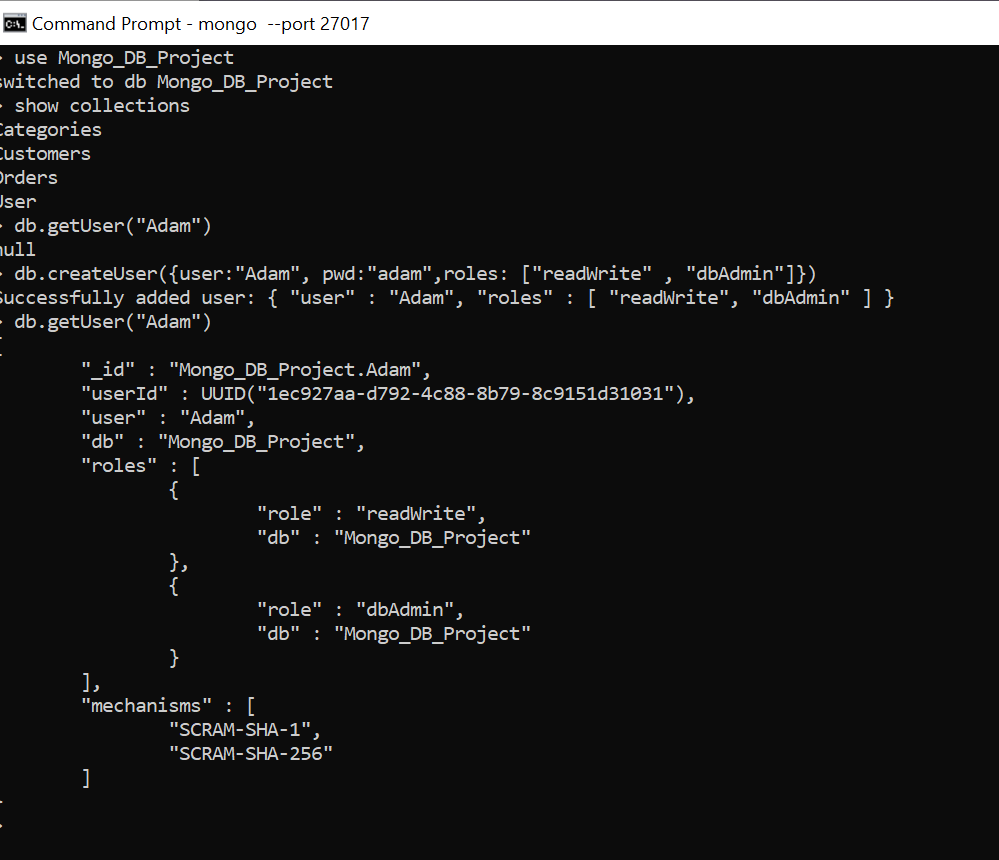 Command Prompt - mongo  --port 27017
> use Mongo_DB_Project
switched to db Mongo_DB_Project
> show collections
Categories
Customers
Orders
User
> db.getUser("Adam")
null
> db.createUser({user:"Adam", pwd:"adam",roles: ["readWrite" , "dbAdmin"]})
Successfully added user: { "user" : "Adam", "roles" : [ "readWrite", "dbAdmin" ] }
> db.getUser("Adam")
{
        "_id" : "Mongo_DB_Project.Adam",
        "userId" : UUID("1ec927aa-d792-4c88-8b79-8c9151d31031"),
        "user" : "Adam",
        "db" : "Mongo_DB_Project",
        "roles" : [
                {
                        "role" : "readWrite",
                        "db" : "Mongo_DB_Project"
                },
                {
                        "role" : "dbAdmin",
                        "db" : "Mongo_DB_Project"
                }
        ],
        "mechanisms" : [
                "SCRAM-SHA-1",
                "SCRAM-SHA-256"
        ]
}
>